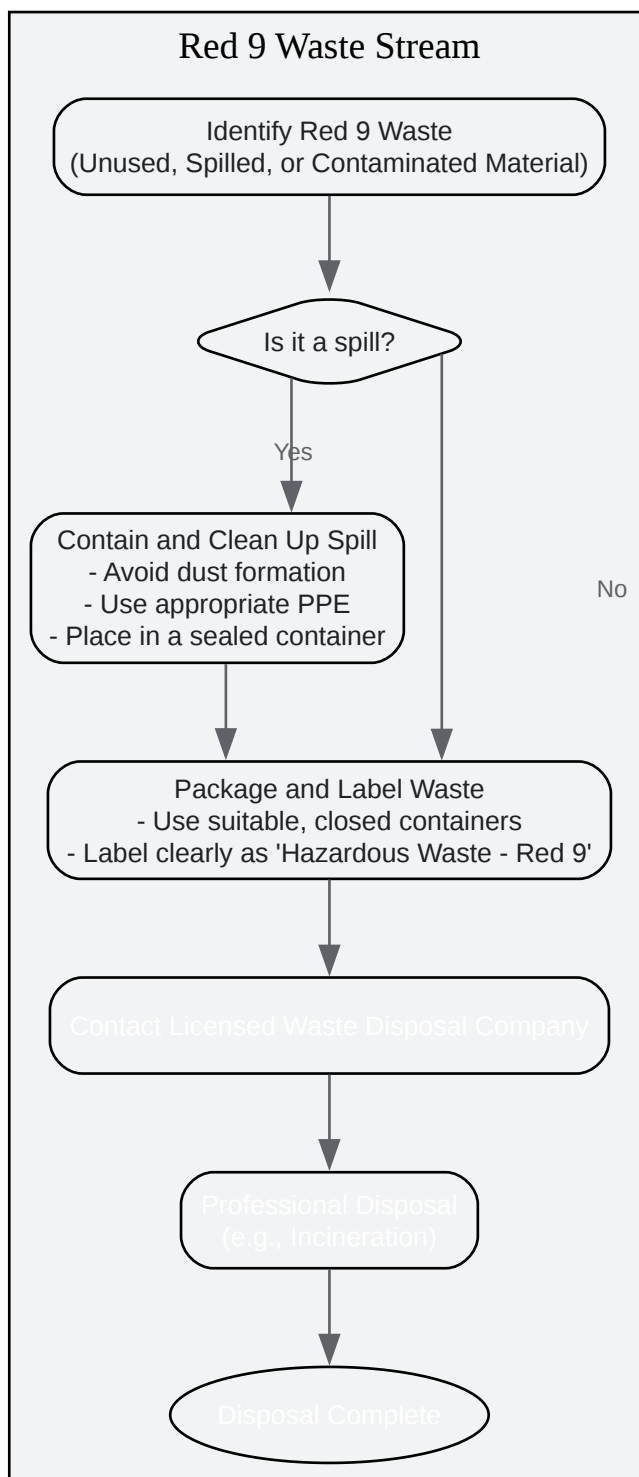 Red 9 Waste Stream
Identify Red 9 Waste
(Unused, Spilled, or Contaminated Material)
Is it a spill?
Yes
Contain and Clean Up Spill
- Avoid dust formation
- Use appropriate PPE
- Place in a sealed container
No
Package and Label Waste
- Use suitable, closed containers
- Label clearly as 'Hazardous Waste - Red 9'
Contact Licensed Waste Disposal Company
Professional Disposal
(e.g., Incineration)
Disposal Complete